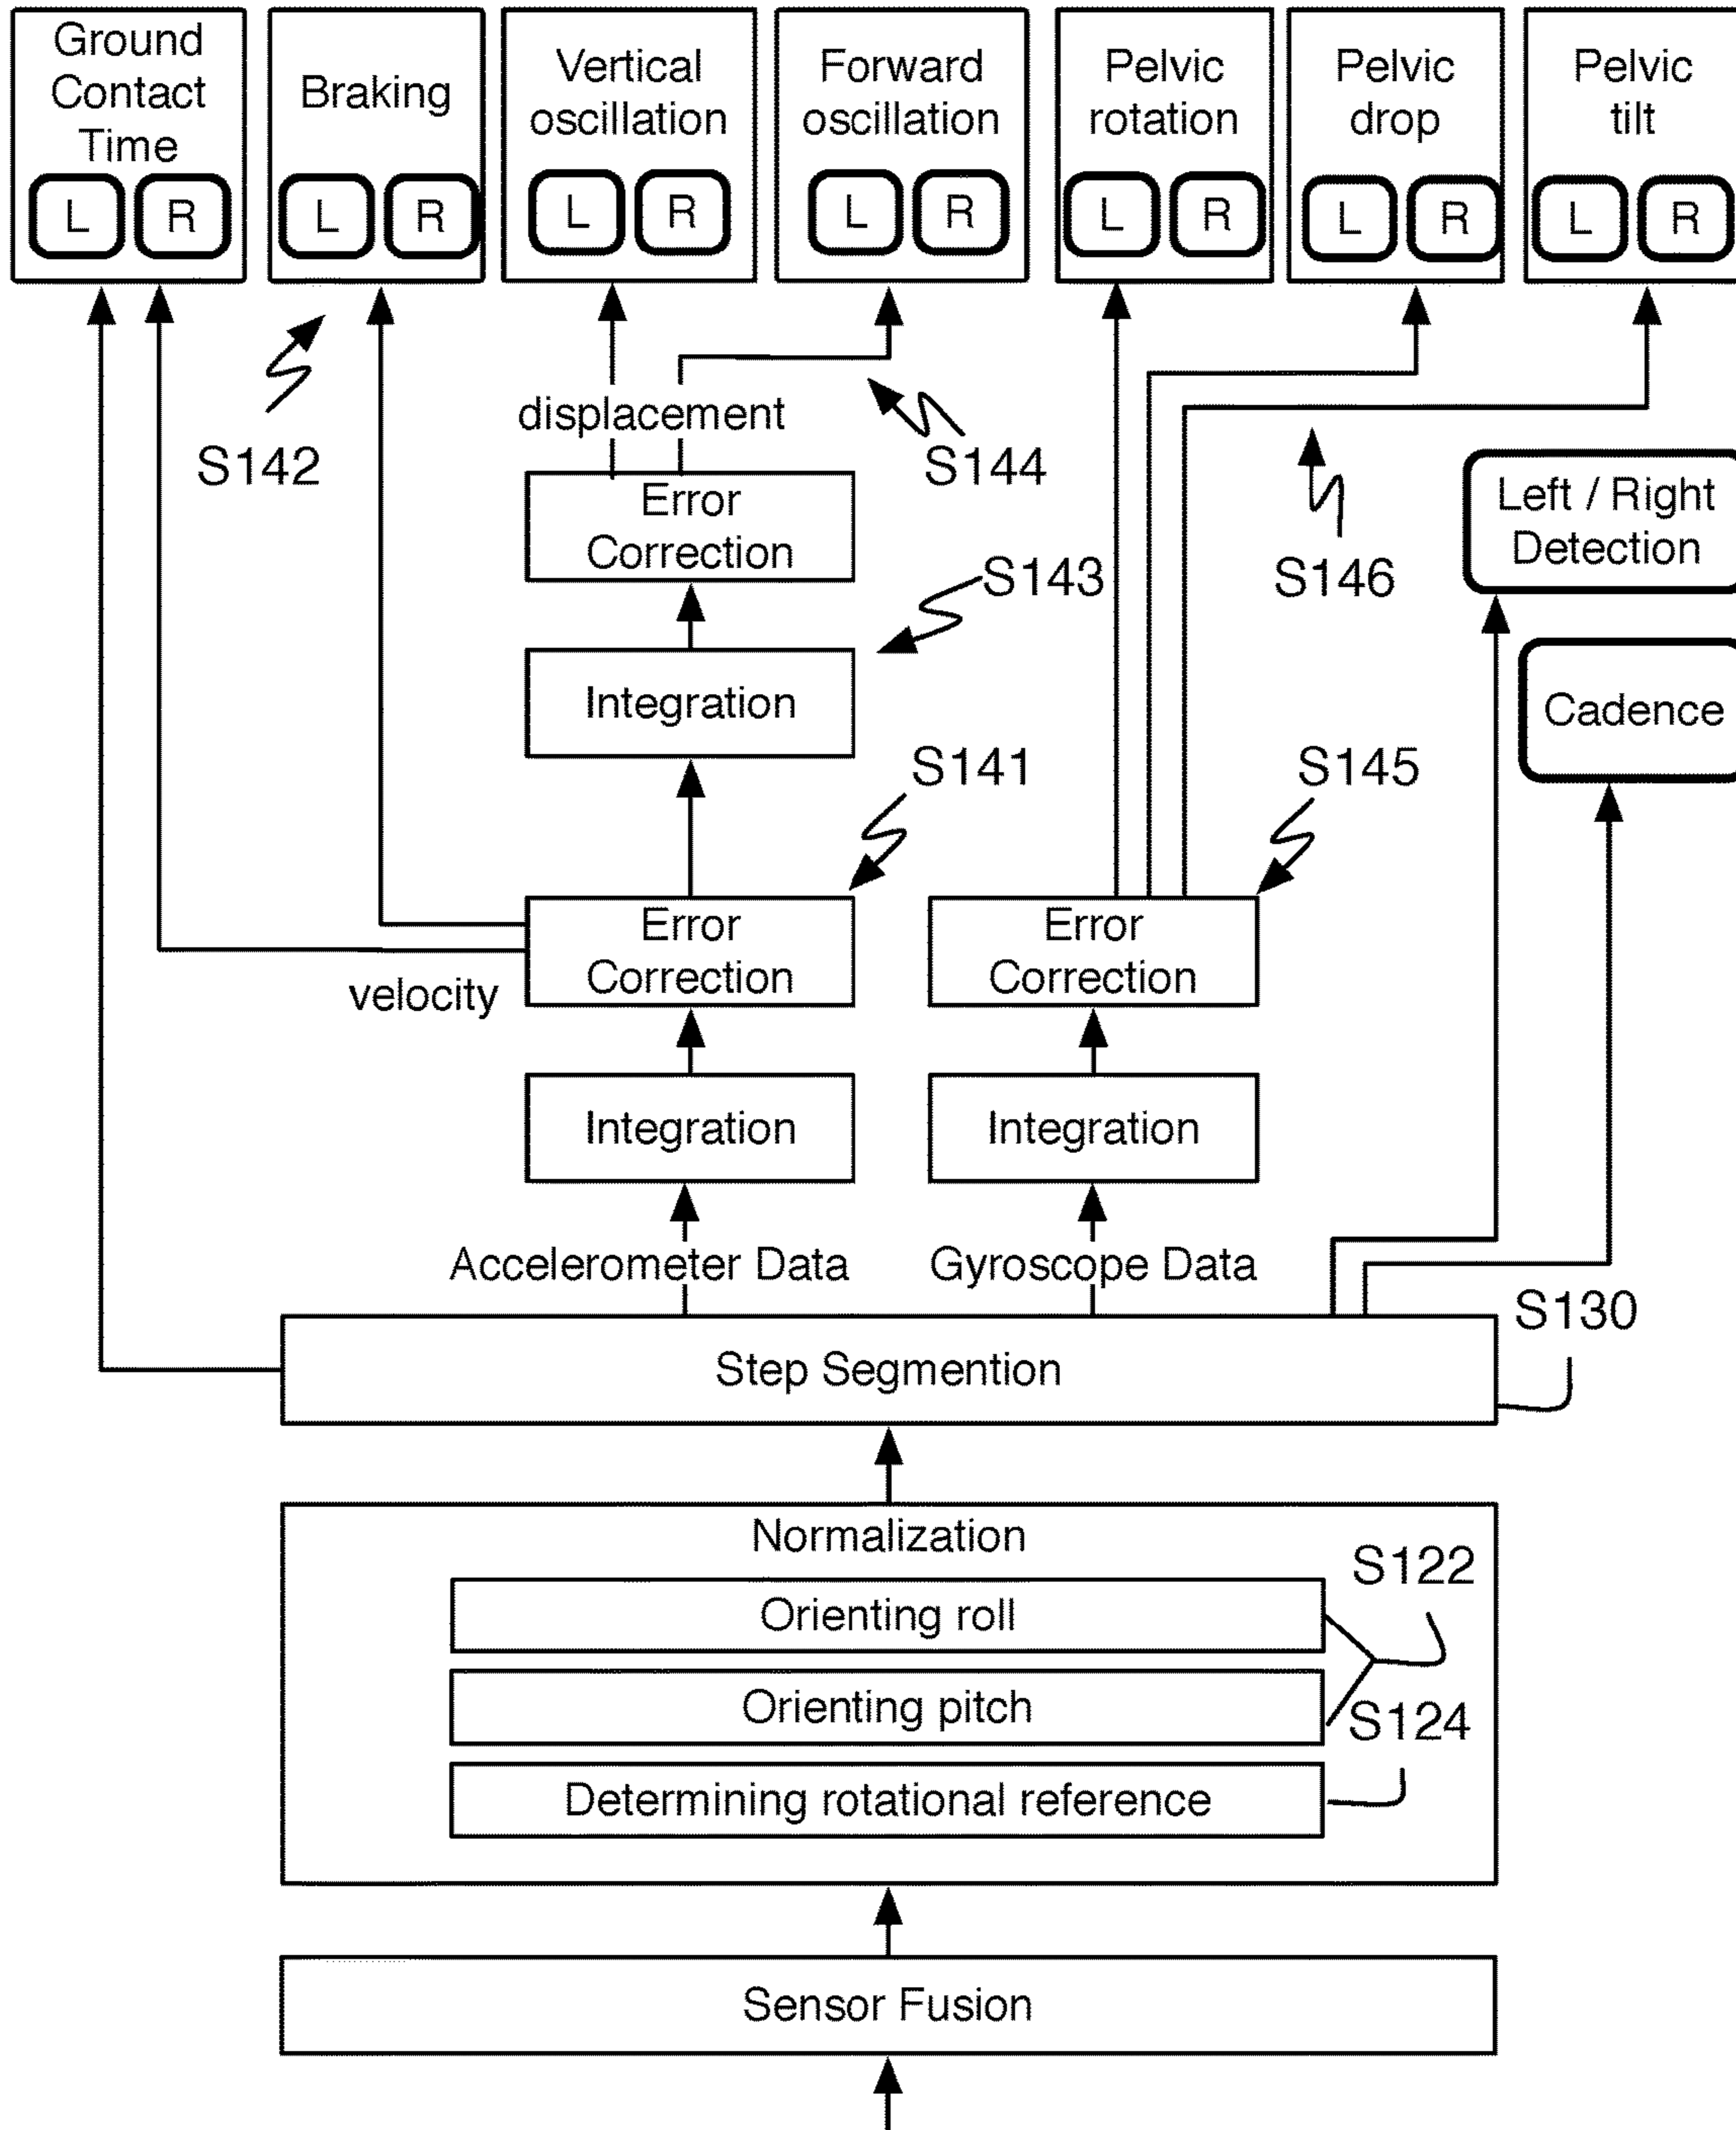 Ground
Contact
Time
L R
Braking
L R
Vertical
oscillation
L R
Forward
oscillation
L R
Pelvic
rotation
L R
Pelvic
drop
L R
Pelvic
tilt
L R
displacement
S142
S144
Error
Correction
Left / Right
Detection
S143
S146
Integration
Cadence
S141
S145
Error
Correction
Error
Correction
velocity
Integration
Integration
Accelerometer Data
Gyroscope Data
S130
Step Segmention
Normalization
S122
Orienting roll
Orienting pitch
S124
Determining rotational reference
Sensor Fusion